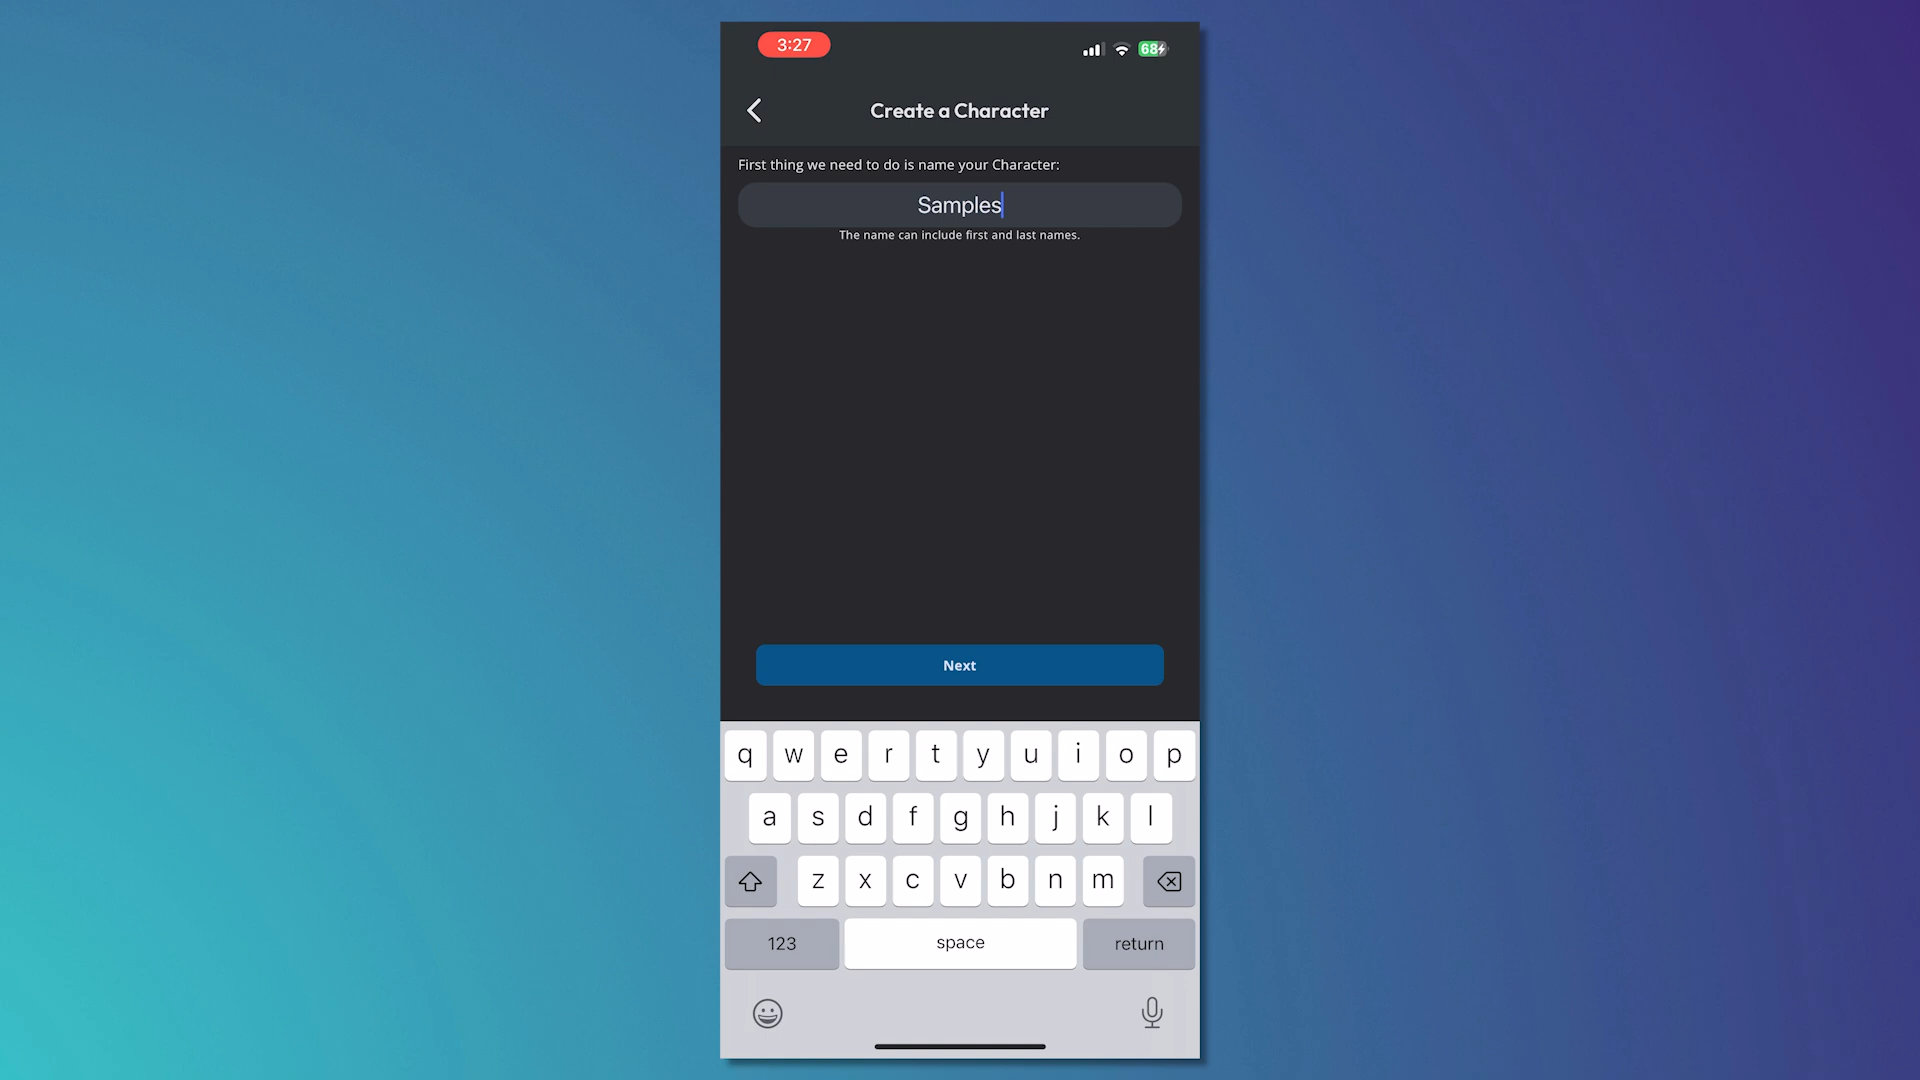 3:27
68
Create a Character
First thing we need to do is name your Character:
Samples
The name can include first and last names.
Next
q w e r t y u i o p
a s d f g h j k l
z x c v b n m
123 space return